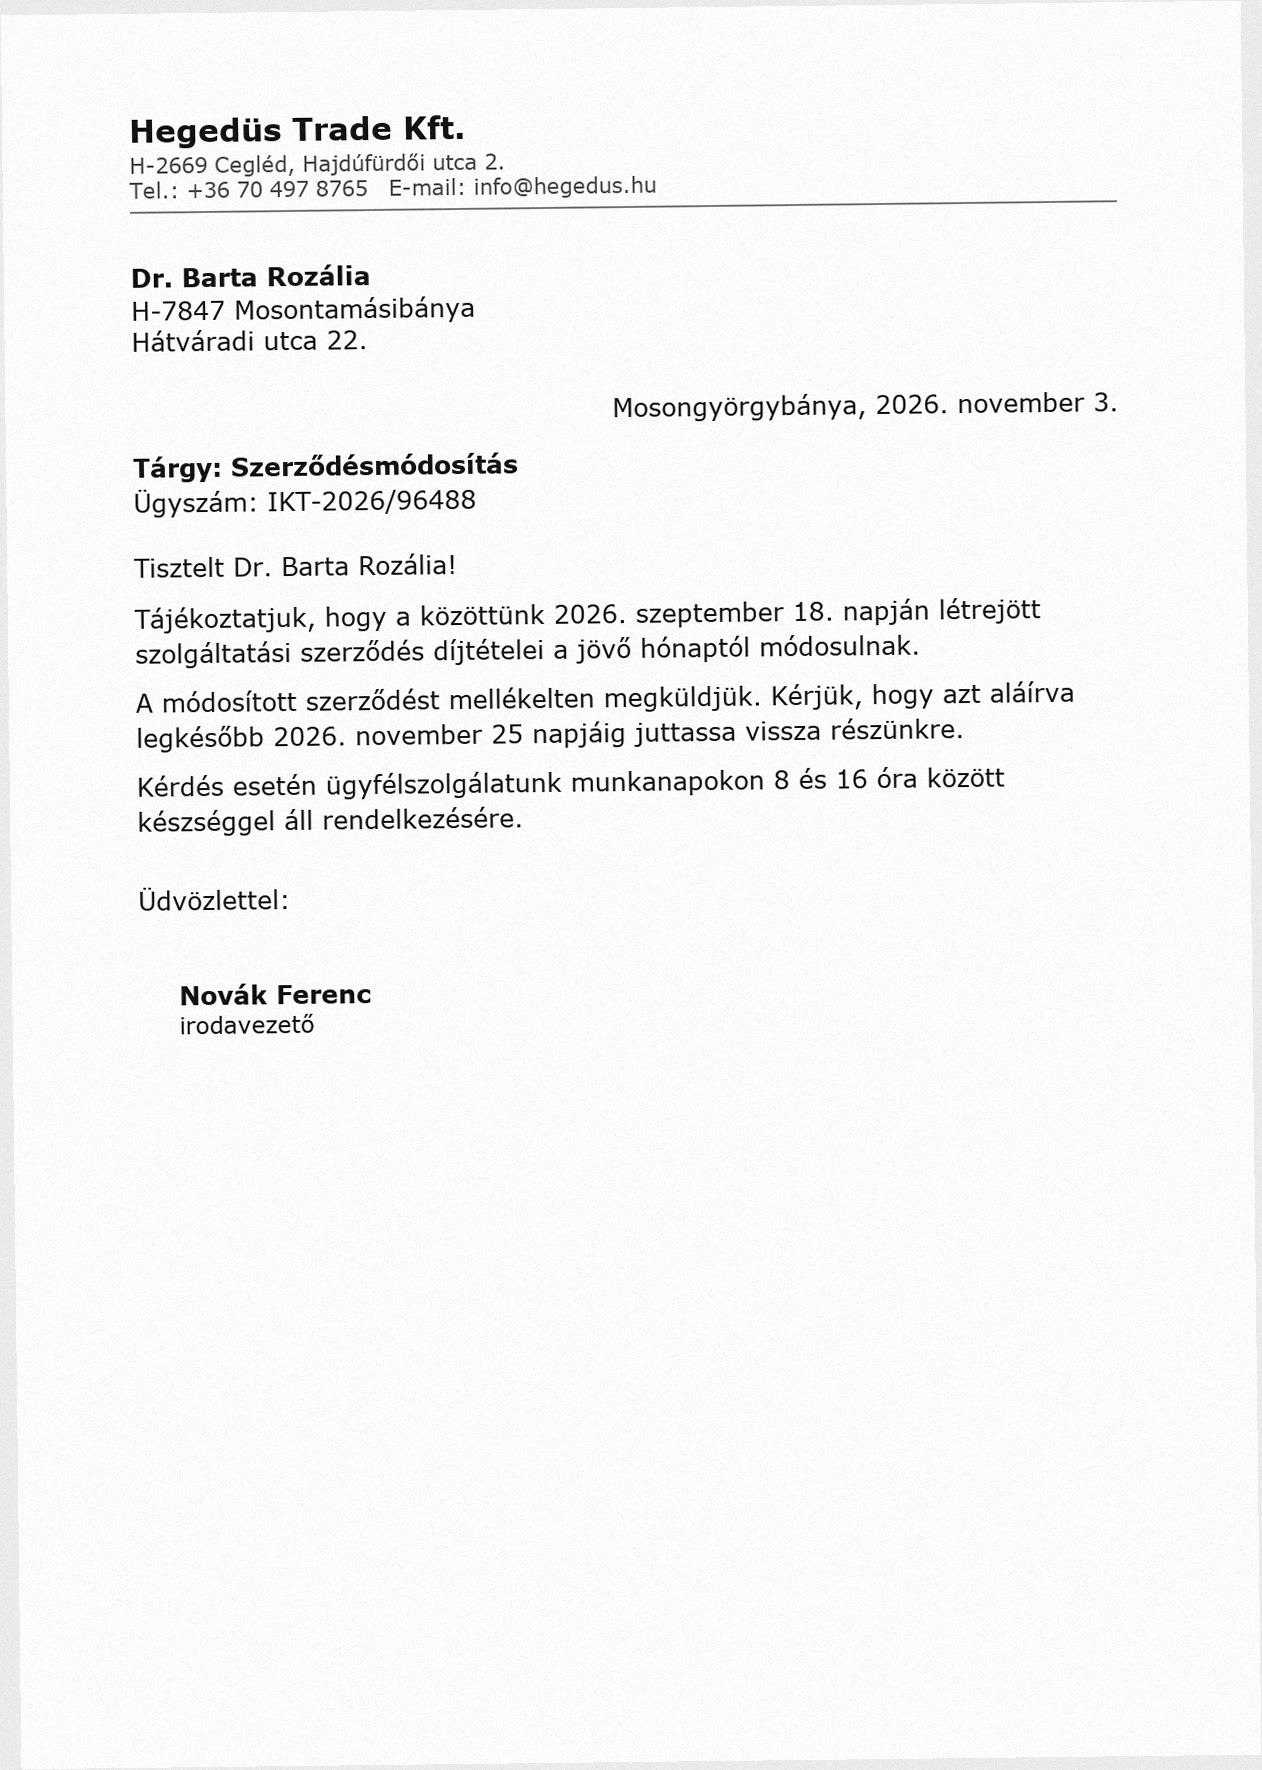 Hegedüs Trade Kft.
H-2669 Cegléd, Hajdúfürdői utca 2.
Tel.: +36 70 497 8765 E-mail: info@hegedus.hu
Dr. Barta Rozália
H-7847 Mosontamásibánya
Hátváradi utca 22.
Mosongyörgybánya, 2026. november 3.
Tárgy: Szerződésmódosítás
Ügyszám: IKT-2026/96488
Tisztelt Dr. Barta Rozália!
Tájékoztatjuk, hogy a közöttünk 2026. szeptember 18. napján létrejött
szolgáltatási szerződés díjtételei a jövő hónaptól módosulnak.
A módosított szerződést mellékelten megküldjük. Kérjük, hogy azt aláírva
legkésőbb 2026. november 25 napjáig juttassa vissza részünkre.
Kérdés esetén ügyfélszolgálatunk munkanapokon 8 és 16 óra között
készséggel áll rendelkezésére.
Üdvözlettel:
Novák Ferenc
irodavezető